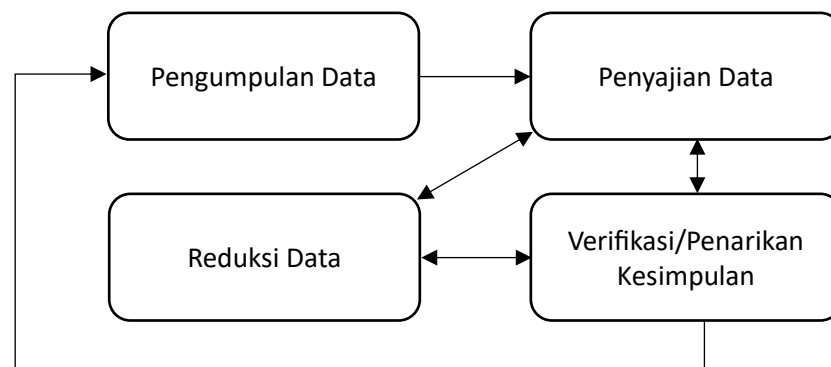 Pengumpulan Data
Penyajian Data
Reduksi Data
Verifikasi/Penarikan
Kesimpulan